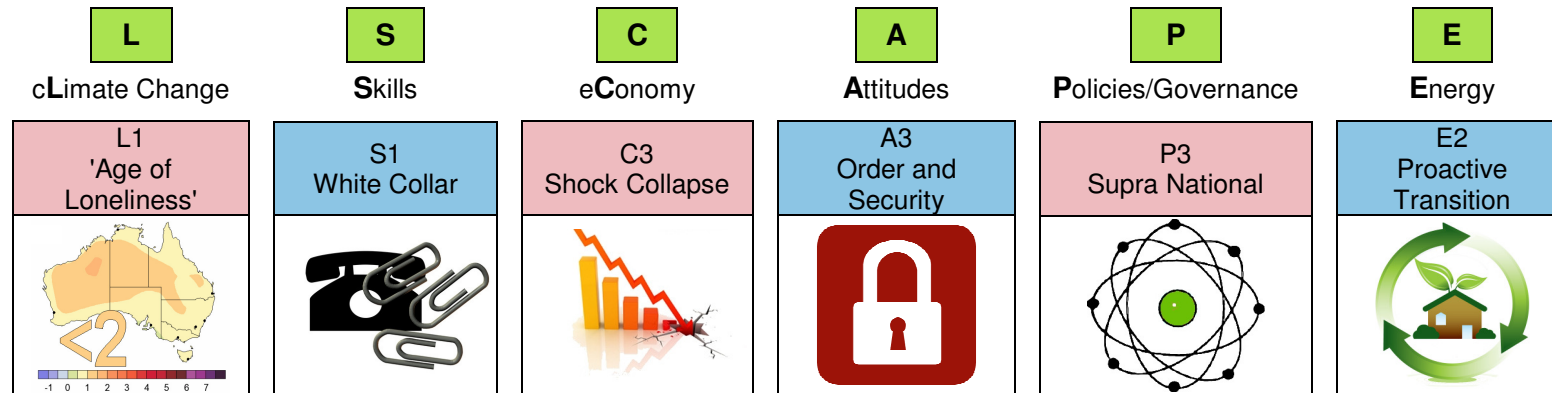 L
S
C
A
P
E
cLimate Change
Skills
eConomy
Attitudes
Policies/Governance
Energy
L1
'Age of
Loneliness'
S1
White Collar
C3
Shock Collapse
A3
Order and
Security
P3
Supra National
E2
Proactive
Transition
<2
-1 0 1 2 3 4 5 6 7